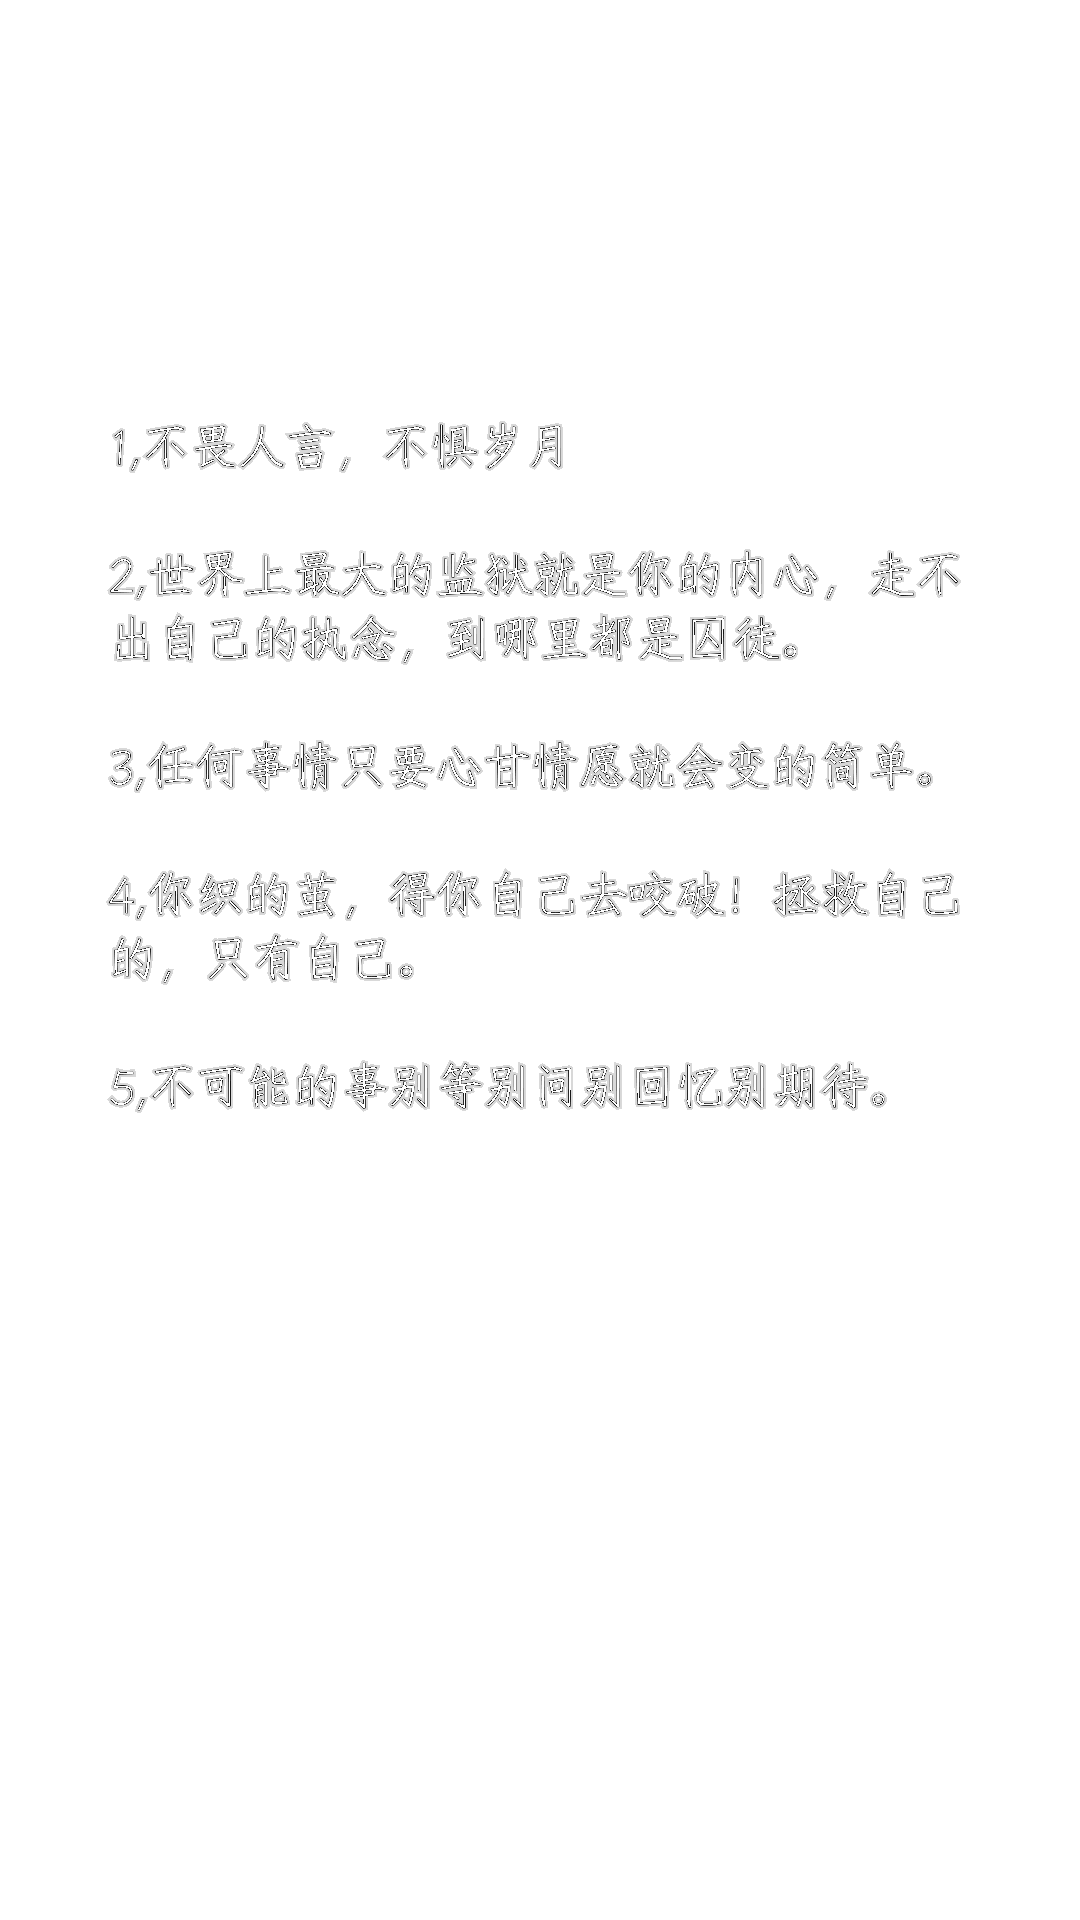 1,不畏人言，不惧岁月
2,世界上最大的监狱就是你的内心，走不
出自己的执念，到哪里都是囚徒。
3,任何事情只要心甘情愿就会变的简单。
4,你织的茧，得你自己去咬破！拯救自己
的，只有自己。
5,不可能的事别等别问别回忆别期待。